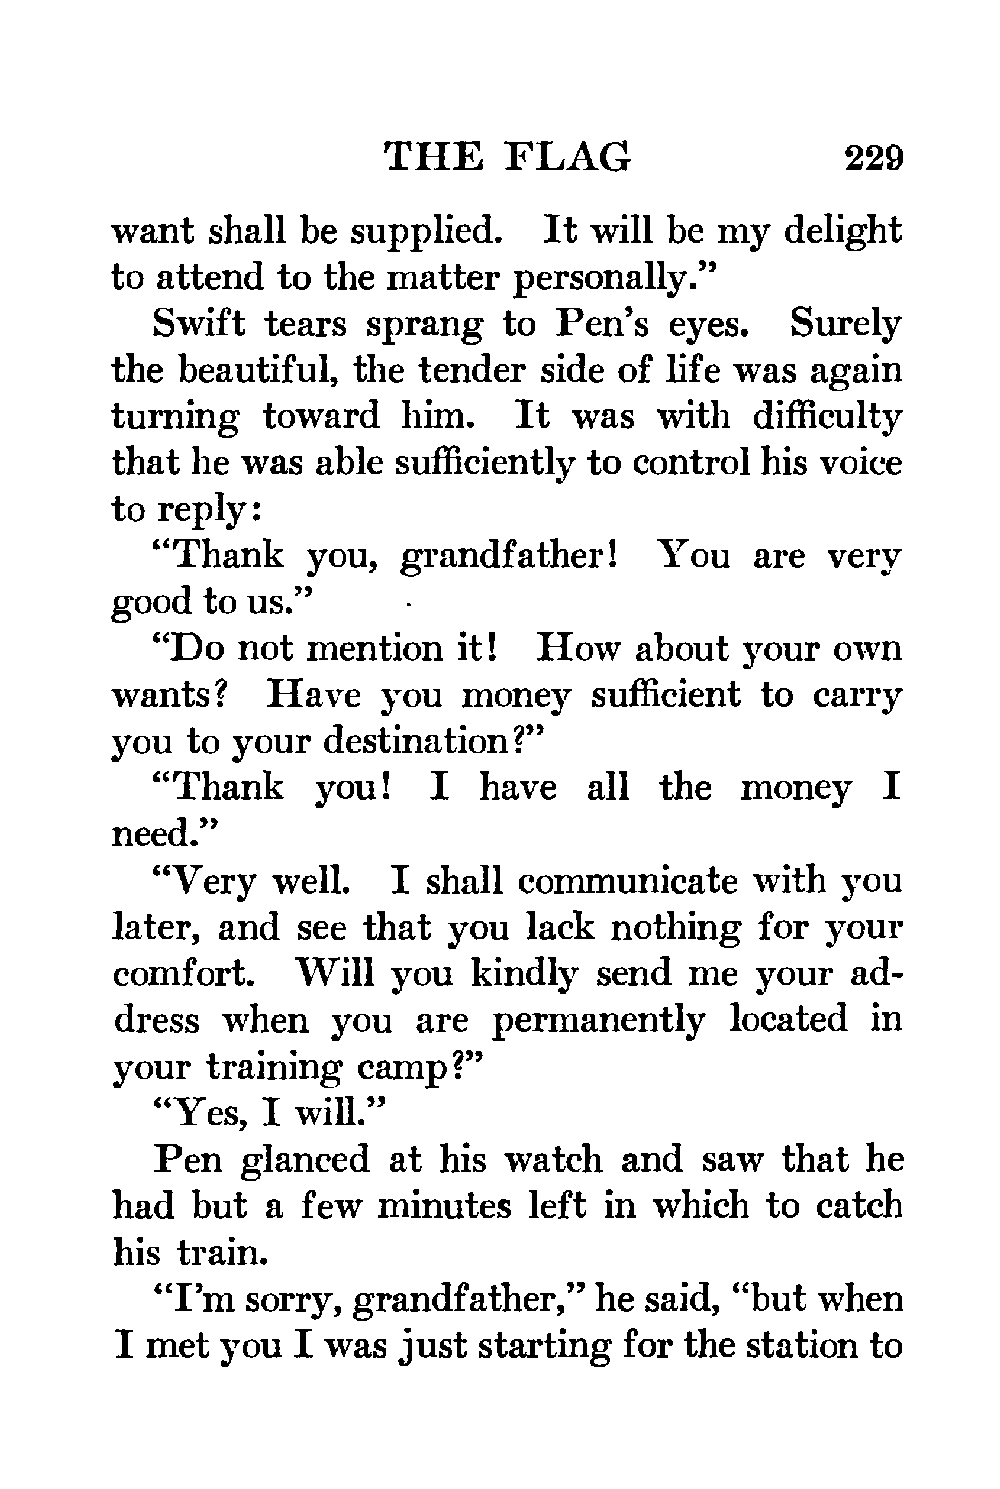 THE FLAG 229
want shall be supplied. It will be my delight
to attend to the matter personally.”
Swift tears sprang to Pen’s eyes. Surely
the beautiful, the tender side of life was again
turning toward him. It was with difficulty
that he was able sufficiently to control his voice
to reply:
“Thank you, grandfather! You are very
good to us.”
“Do not mention it! How about your own
wants? Have you money sufficient to carry
you to your destination?”
“Thank you! I have all the money I
need.”
“Very well. I shall communicate with you
later, and see that you lack nothing for your
comfort. Will you kindly send me your ad-
dress when you are permanently located in
your training camp?”
“Yes, I will.”
Pen glanced at his watch and saw that he
had but a few minutes left in which to catch
his train.
“I’m sorry, grandfather,” he said, “but when
I met you I was just starting for the station to